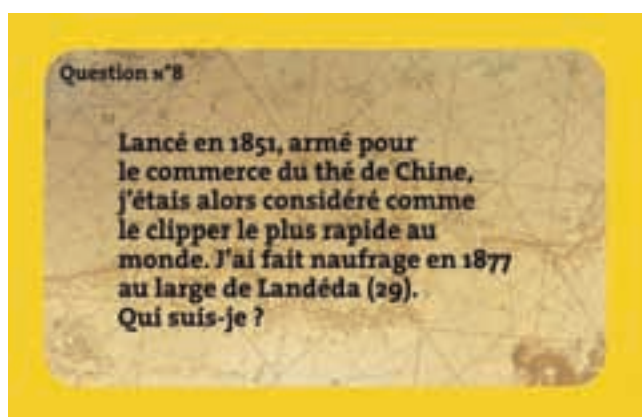 Question n°8
Lancé en 1851, armé pour
le commerce du thé de Chine,
j'étais alors considéré comme
le clipper le plus rapide au
monde. J'ai fait naufrage en 1877
au large de Landéda (29).
Qui suis-je ?